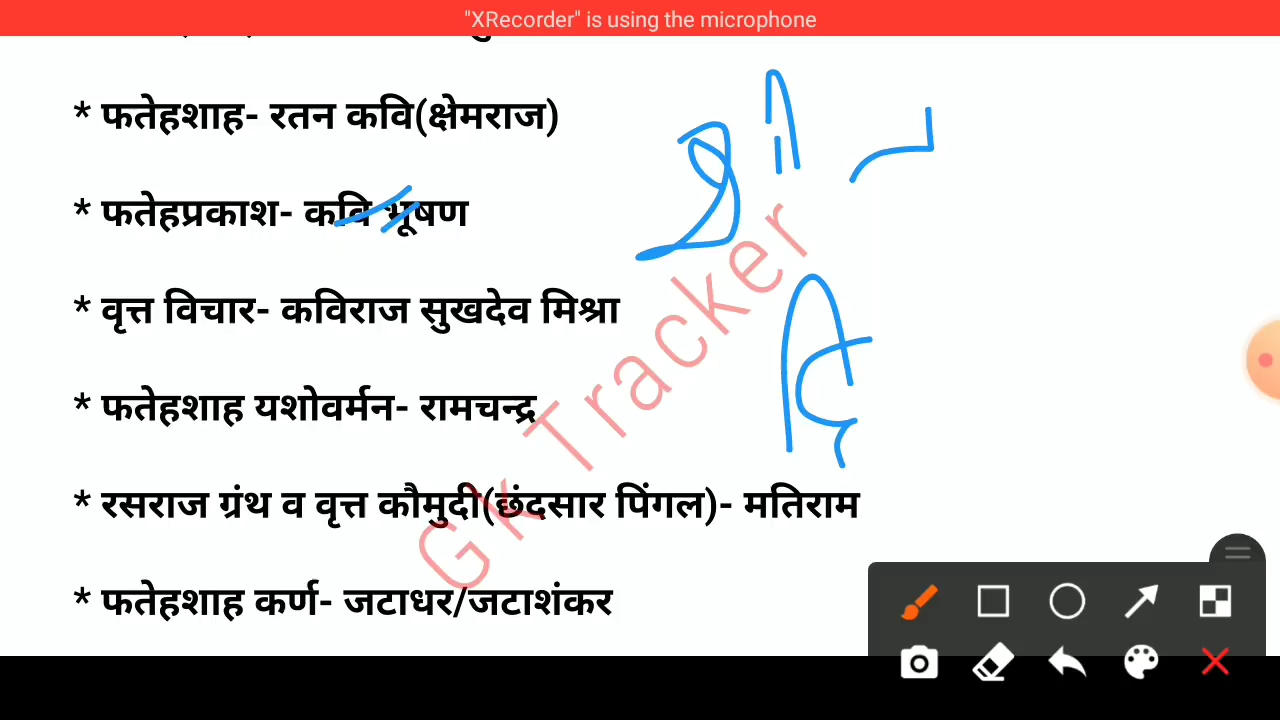 "XRecorder" is using the microphone
* फतेहशाह- रतन कवि(क्षेमराज)
* फतेहप्रकाश- कवि भूषण
* वृत्त विचार- कविराज सुखदेव मिश्रा
* फतेहशाह यशोवर्मन- रामचन्द्र
* रसराज ग्रंथ व वृत्त कौमुदी(छंदसार पिंगल)- मतिराम
* फतेहशाह कर्ण- जटाधर/जटाशंकर
Gk Tracker